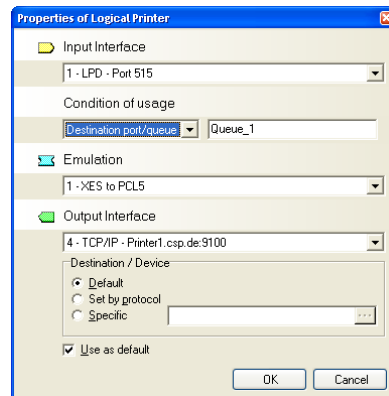 Properties of Logical Printer
Input Interface
1 - LPD - Port 515
Condition of usage
Destination port/queue Queue_1
Emulation
1 - XES to PCL5
Output Interface
4 - TCP/IP - Printer1.csp.de:9100
Destination / Device
Default
Set by protocol
Specific ...
Use as default
OK Cancel